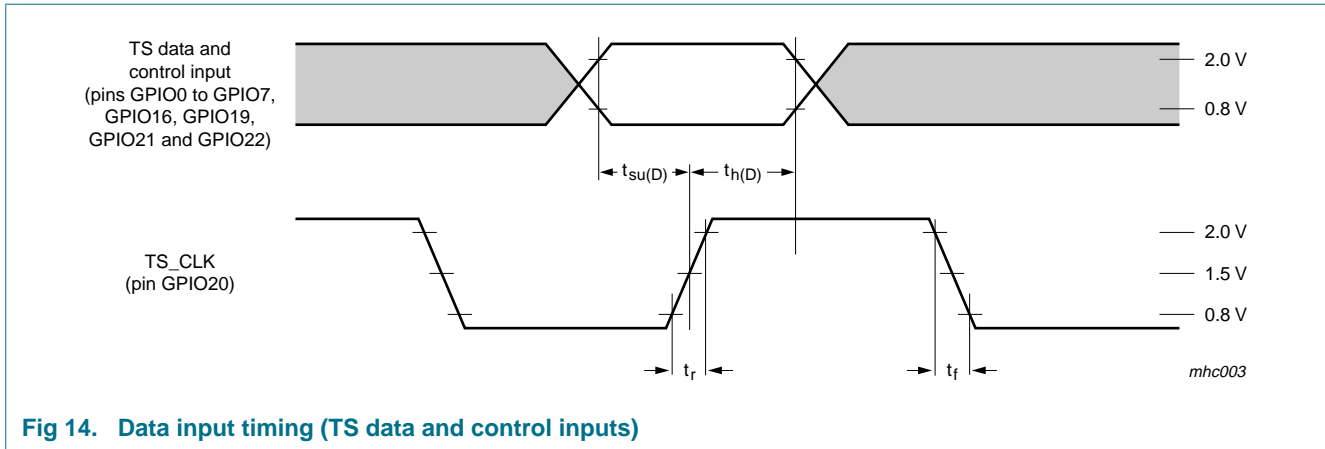 TS data and
control input
(pins GPIO0 to GPIO7,
GPIO16, GPIO19,
GPIO21 and GPIO22)
2.0 V
0.8 V
tsu(D)
th(D)
TS_CLK
(pin GPIO20)
2.0 V
1.5 V
0.8 V
tr
tf
mhc003
Fig 14. Data input timing (TS data and control inputs)